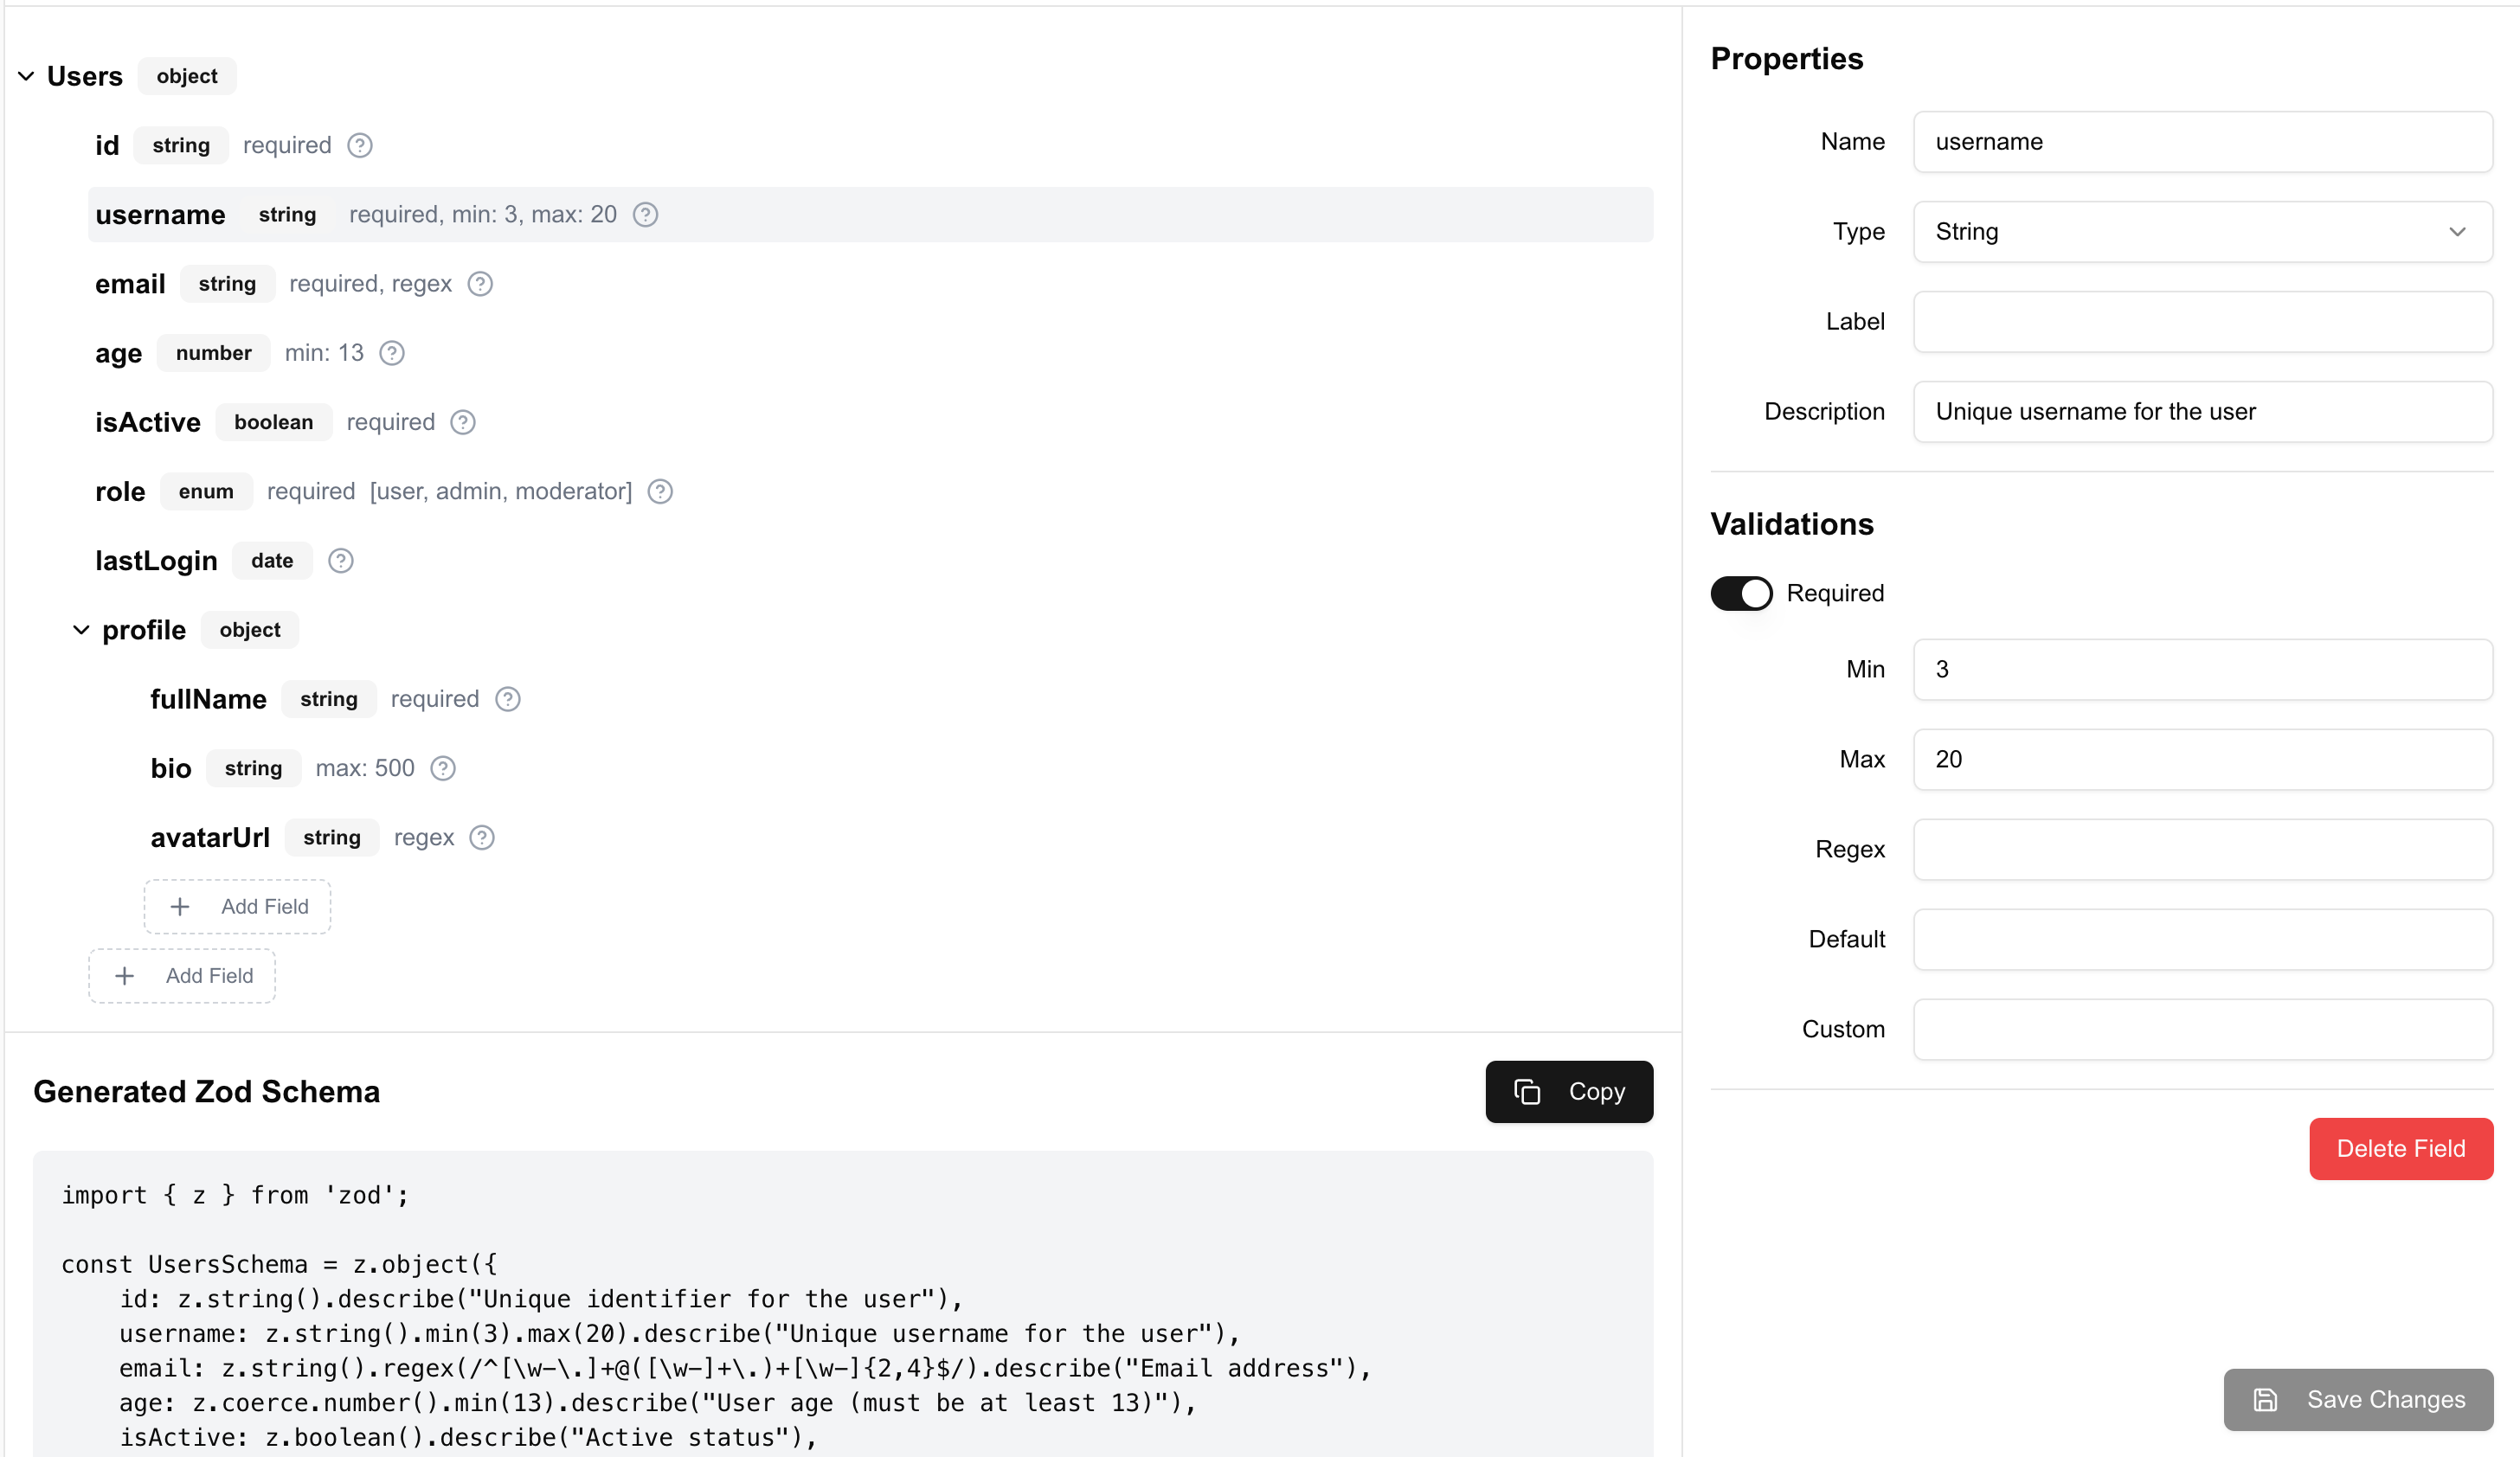 Users object
id string required
username string required, min: 3, max: 20
email string required, regex
age number min: 13
isActive boolean required
role enum required [user, admin, moderator]
lastLogin date
profile object
fullName string required
bio string max: 500
avatarUrl string regex
+ Add Field
+ Add Field
Generated Zod Schema
Copy
import { z } from 'zod';
const UsersSchema = z.object({
id: z.string().describe("Unique identifier for the user"),
username: z.string().min(3).max(20).describe("Unique username for the user"),
email: z.string().regex(/^[\w-\.]+@([\w-]+\.)+[\w-]{2,4}$/).describe("Email address"),
age: z.coerce.number().min(13).describe("User age (must be at least 13)"),
isActive: z.boolean().describe("Active status"),
Properties
Name username
Type String
Label
Description Unique username for the user
Validations
Required
Min 3
Max 20
Regex
Default
Custom
Delete Field
Save Changes